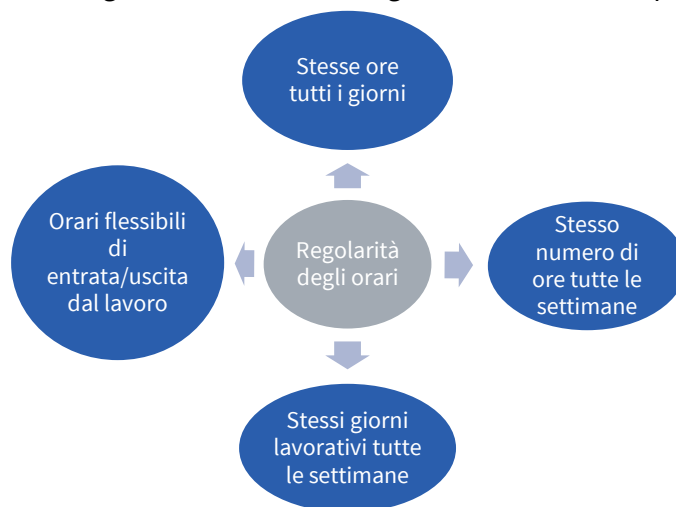 Stesse ore
tutti i giorni
Orari flessibili
di
entrata/uscita
dal lavoro
Regolarità
degli orari
Stesso
numero di
ore tutte le
settimane
Stessi giorni
lavorativi tutte
le settimane